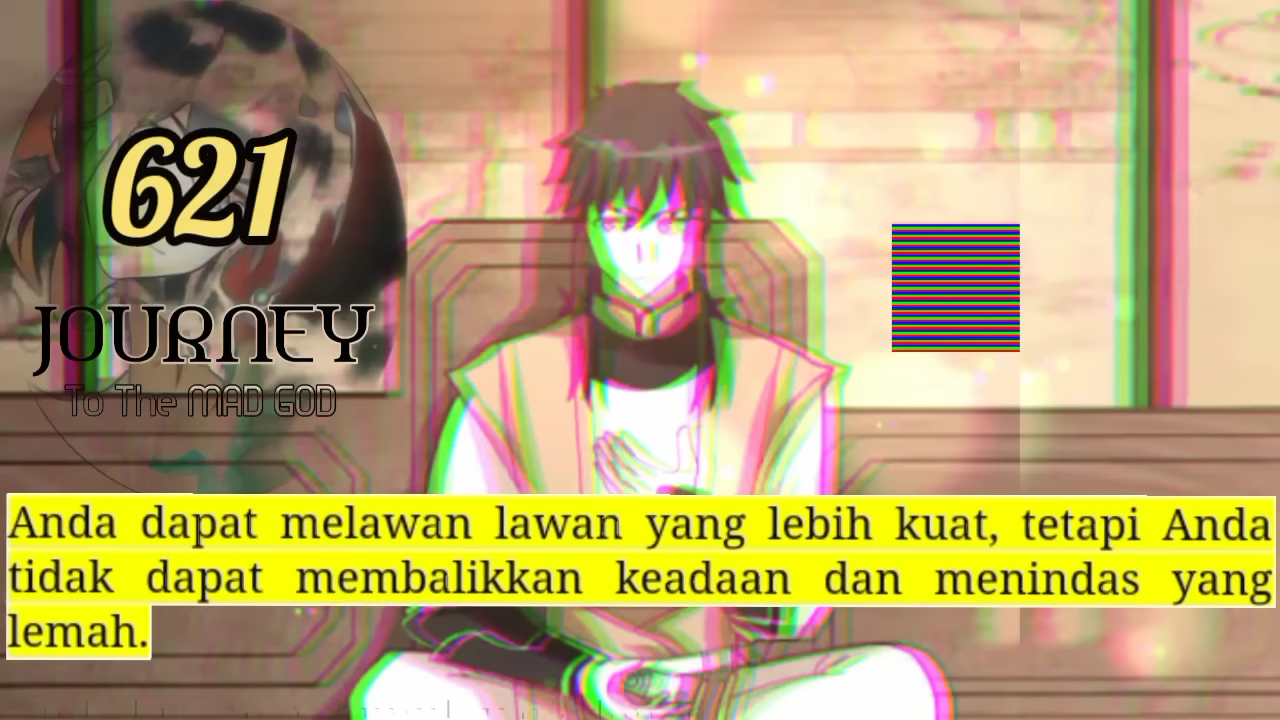 621
JOURNEY
To The MAD GOD
Anda dapat melawan lawan yang lebih kuat, tetapi Anda
tidak dapat membalikkan keadaan dan menindas yang
lemah.